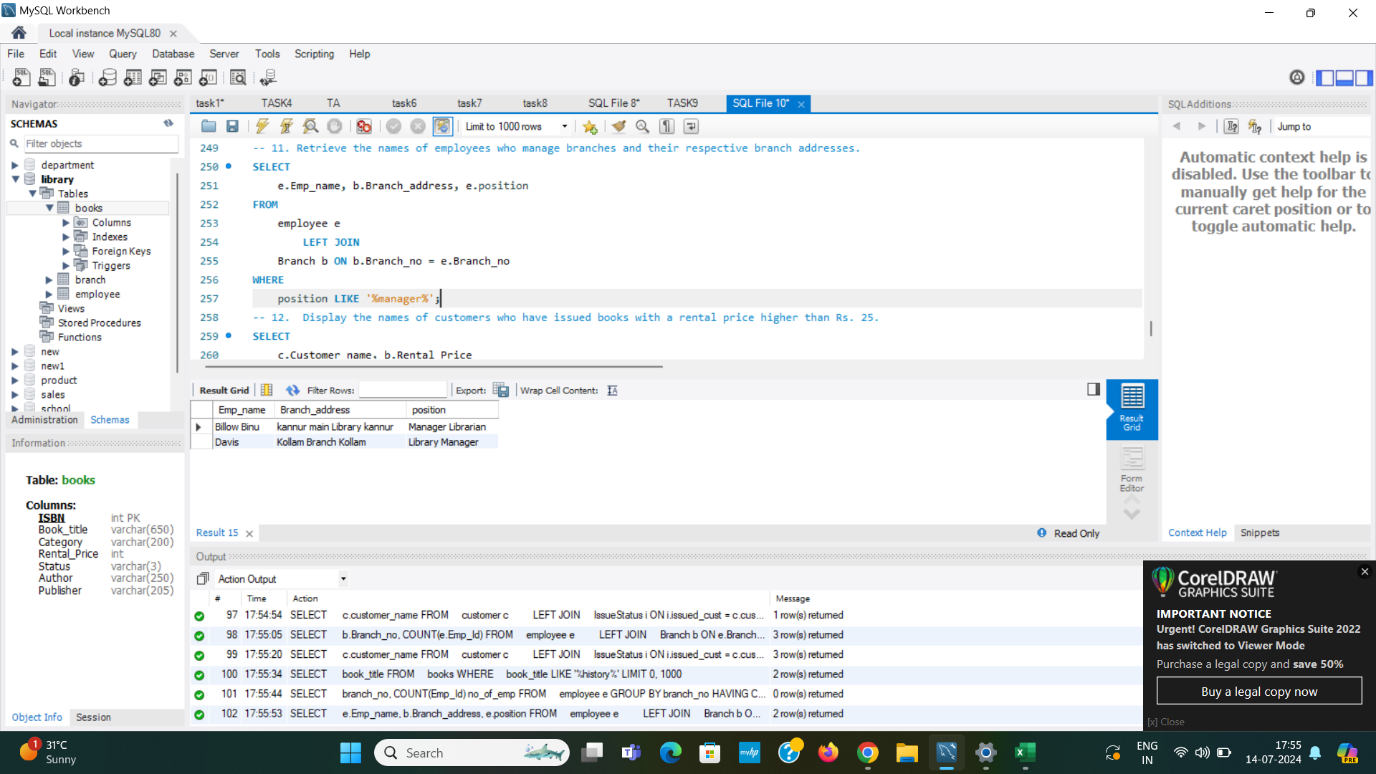 MySQL Workbench
Local instance MySQL80
File Edit View Query Database Server Tools Scripting Help
Navigator
SCHEMAS
Filter objects
department
library
Tables
books
Columns
Indexes
Foreign Keys
Triggers
branch
employee
Views
Stored Procedures
Functions
new
new1
product
sales
school
Administration Schemas
Information
Table: books
Columns:
ISBN int PK
Book_title varchar(650)
Category varchar(200)
Rental_Price int
Status varchar(3)
Author varchar(250)
Publisher varchar(205)
Object Info Session
task1* TASK4 TA task6 task7 task8 SQL File 8* TASK9 SQL File 10*
Limit to 1000 rows
249 -- 11. Retrieve the names of employees who manage branches and their respective branch addresses.
250 SELECT
251 e.Emp_name, b.Branch_address, e.position
252 FROM
253 employee e
254 LEFT JOIN
255 Branch b ON b.Branch_no = e.Branch_no
256 WHERE
257 position LIKE '%manager%';
258 -- 12. Display the names of customers who have issued books with a rental price higher than Rs. 25.
259 SELECT
260 c.Customer_name, b.Rental_Price
Result Grid Filter Rows: Export: Wrap Cell Content:
Emp_name Branch_address position
Billow Binu kannur main Library kannur Manager Librarian
Davis Kollam Branch Kollam Library Manager
Result Grid
Form Editor
Result 15
Read Only
Output
Action Output
# Time Action Message
97 17:54:54 SELECT c.customer_name FROM customer c LEFT JOIN IssueStatus i ON i.issued_cust = c.cus... 1 row(s) returned
98 17:55:05 SELECT b.Branch_no, COUNT(e.Emp_Id) FROM employee e LEFT JOIN Branch b ON e.Branch... 3 row(s) returned
99 17:55:20 SELECT c.customer_name FROM customer c LEFT JOIN IssueStatus i ON i.issued_cust = c.cus... 3 row(s) returned
100 17:55:34 SELECT book_title FROM books WHERE book_title LIKE '%history%' LIMIT 0, 1000 2 row(s) returned
101 17:55:44 SELECT branch_no, COUNT(Emp_Id) no_of_emp FROM employee e GROUP BY branch_no HAVING C... 0 row(s) returned
102 17:55:53 SELECT e.Emp_name, b.Branch_address, e.position FROM employee e LEFT JOIN Branch b O... 2 row(s) returned
SQLAdditions
Jump to
Automatic context help is
disabled. Use the toolbar to
manually get help for the
current caret position or to
toggle automatic help.
Context Help Snippets
CorelDRAW
GRAPHICS SUITE
IMPORTANT NOTICE
Urgent! CorelDRAW Graphics Suite 2022
has switched to Viewer Mode
Purchase a legal copy and save 50%
Buy a legal copy now
[x] Close
1
31°C
Sunny
Search
myhp
ENG
IN
17:55
14-07-2024
PRE